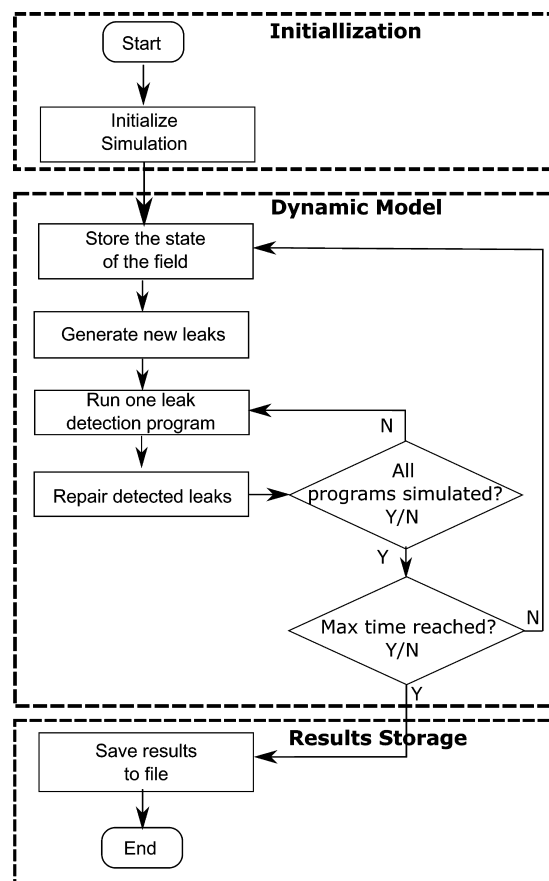 Initiallization
Start
Initialize
Simulation
Dynamic Model
Store the state
of the field
Generate new leaks
Run one leak
detection program
N
Repair detected leaks
All
programs simulated?
Y/N
Y
Max time reached?
Y/N
N
Y
Results Storage
Save results
to file
End